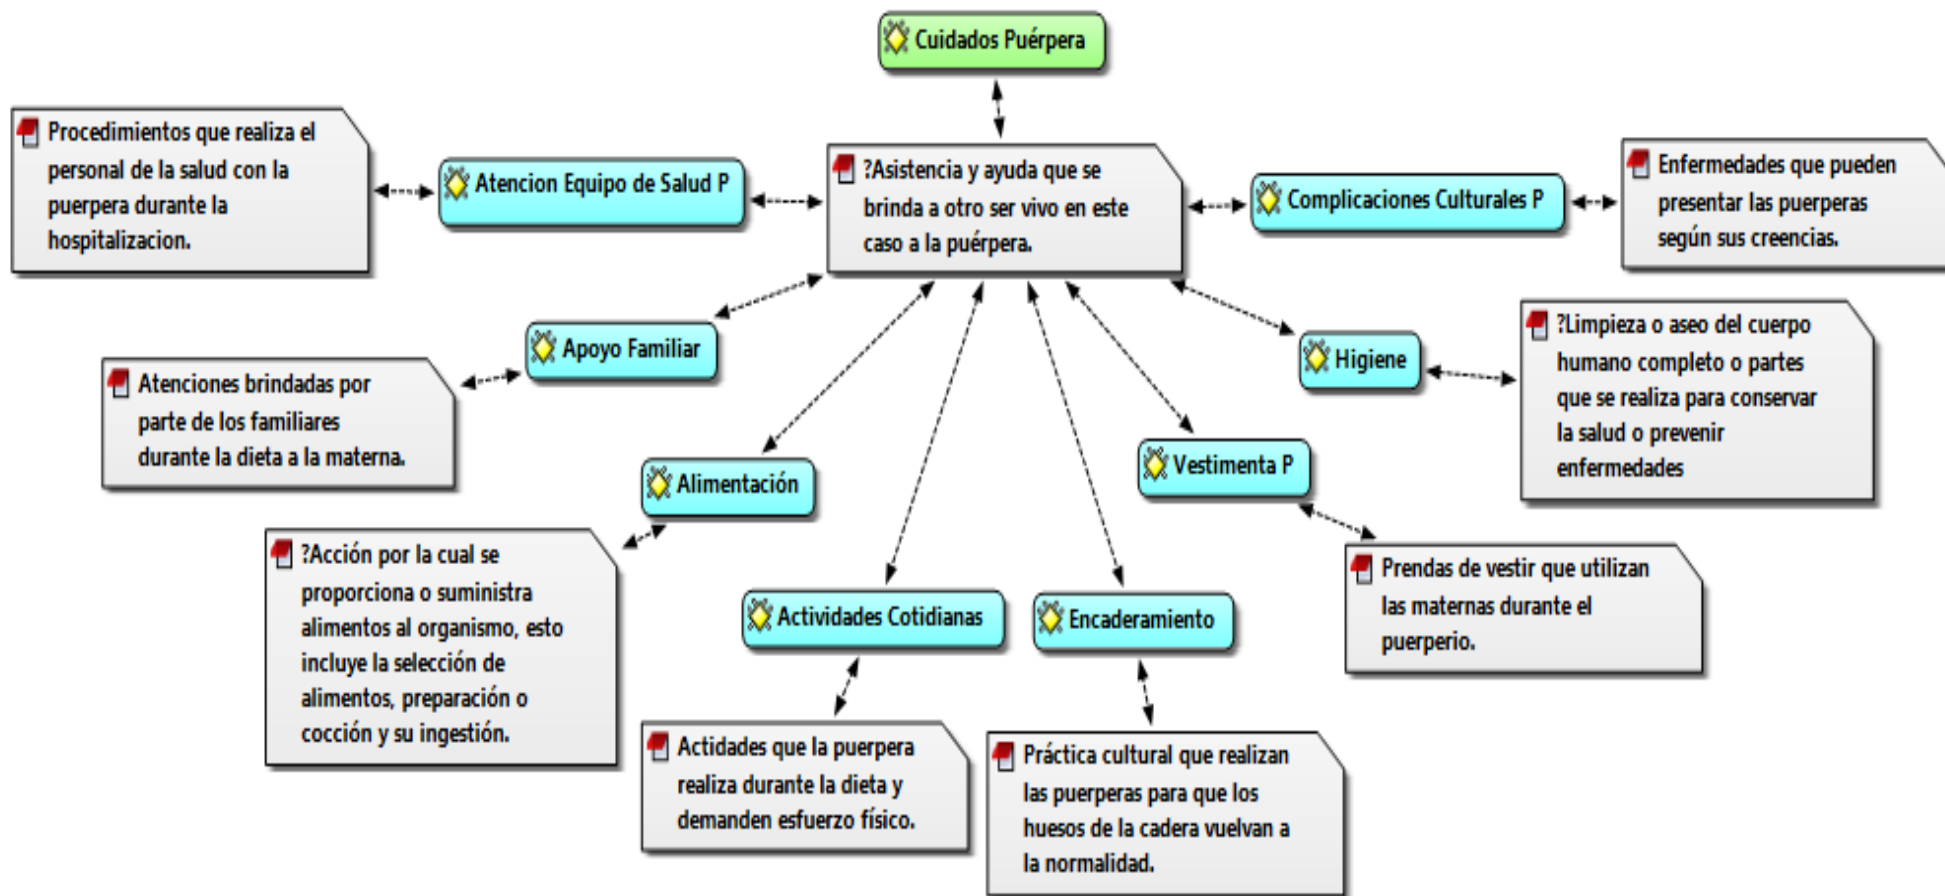 Cuidados Puérpera
Procedimientos que realiza el
personal de la salud con la
puerpera durante la
hospitalizacion.
Atencion Equipo de Salud P
?Asistencia y ayuda que se
brinda a otro ser vivo en este
caso a la puérpera.
Complicaciones Culturales P
Enfermedades que pueden
presentar las puerperas
según sus creencias.
Apoyo Familiar
Atenciones brindadas por
parte de los familiares
durante la dieta a la materna.
Higiene
?Limpieza o aseo del cuerpo
humano completo o partes
que se realiza para conservar
la salud o prevenir
enfermedades
Alimentación
?Acción por la cual se
proporciona o suministra
alimentos al organismo, esto
incluye la selección de
alimentos, preparación o
cocción y su ingestión.
Vestimenta P
Prendas de vestir que utilizan
las maternas durante el
puerperio.
Actividades Cotidianas
Actidades que la puerpera
realiza durante la dieta y
demanden esfuerzo físico.
Encaderamiento
Práctica cultural que realizan
las puerperas para que los
huesos de la cadera vuelvan a
la normalidad.